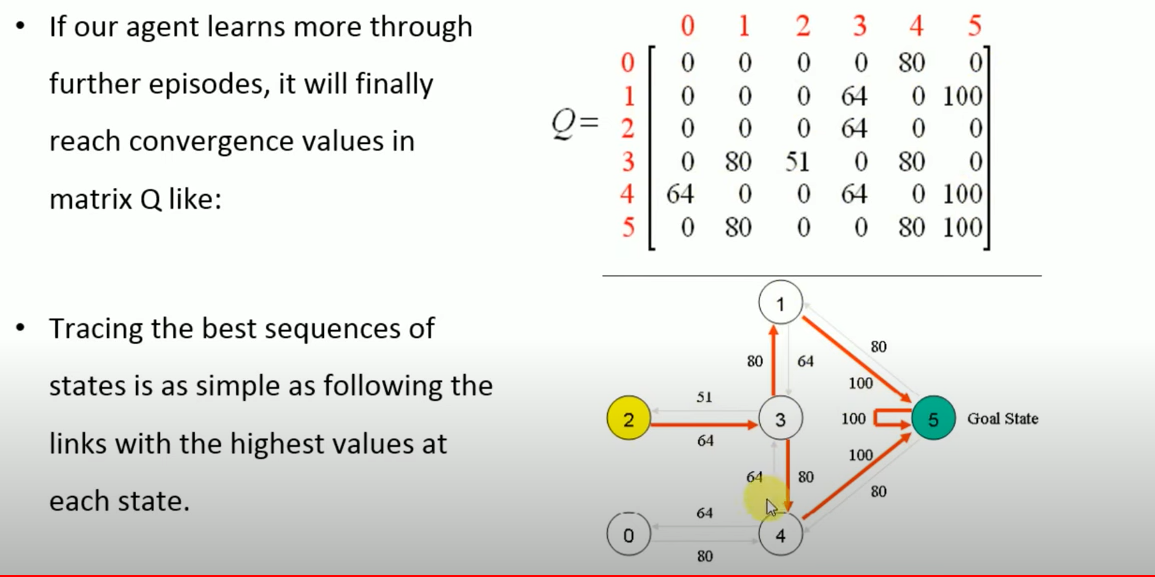 • If our agent learns more through
further episodes, it will finally
reach convergence values in
matrix Q like:
0 1 2 3 4 5
0 0 0 0 0 80 0
1 0 0 0 64 0 100
Q= 2 0 0 0 64 0 0
3 0 80 51 0 80 0
4 64 0 0 64 0 100
5 0 80 0 0 80 100
• Tracing the best sequences of
states is as simple as following the
links with the highest values at
each state.
1
80
80 64
100
51
2 3 100 5 Goal State
64
100
64 80
80
64
0 4
80